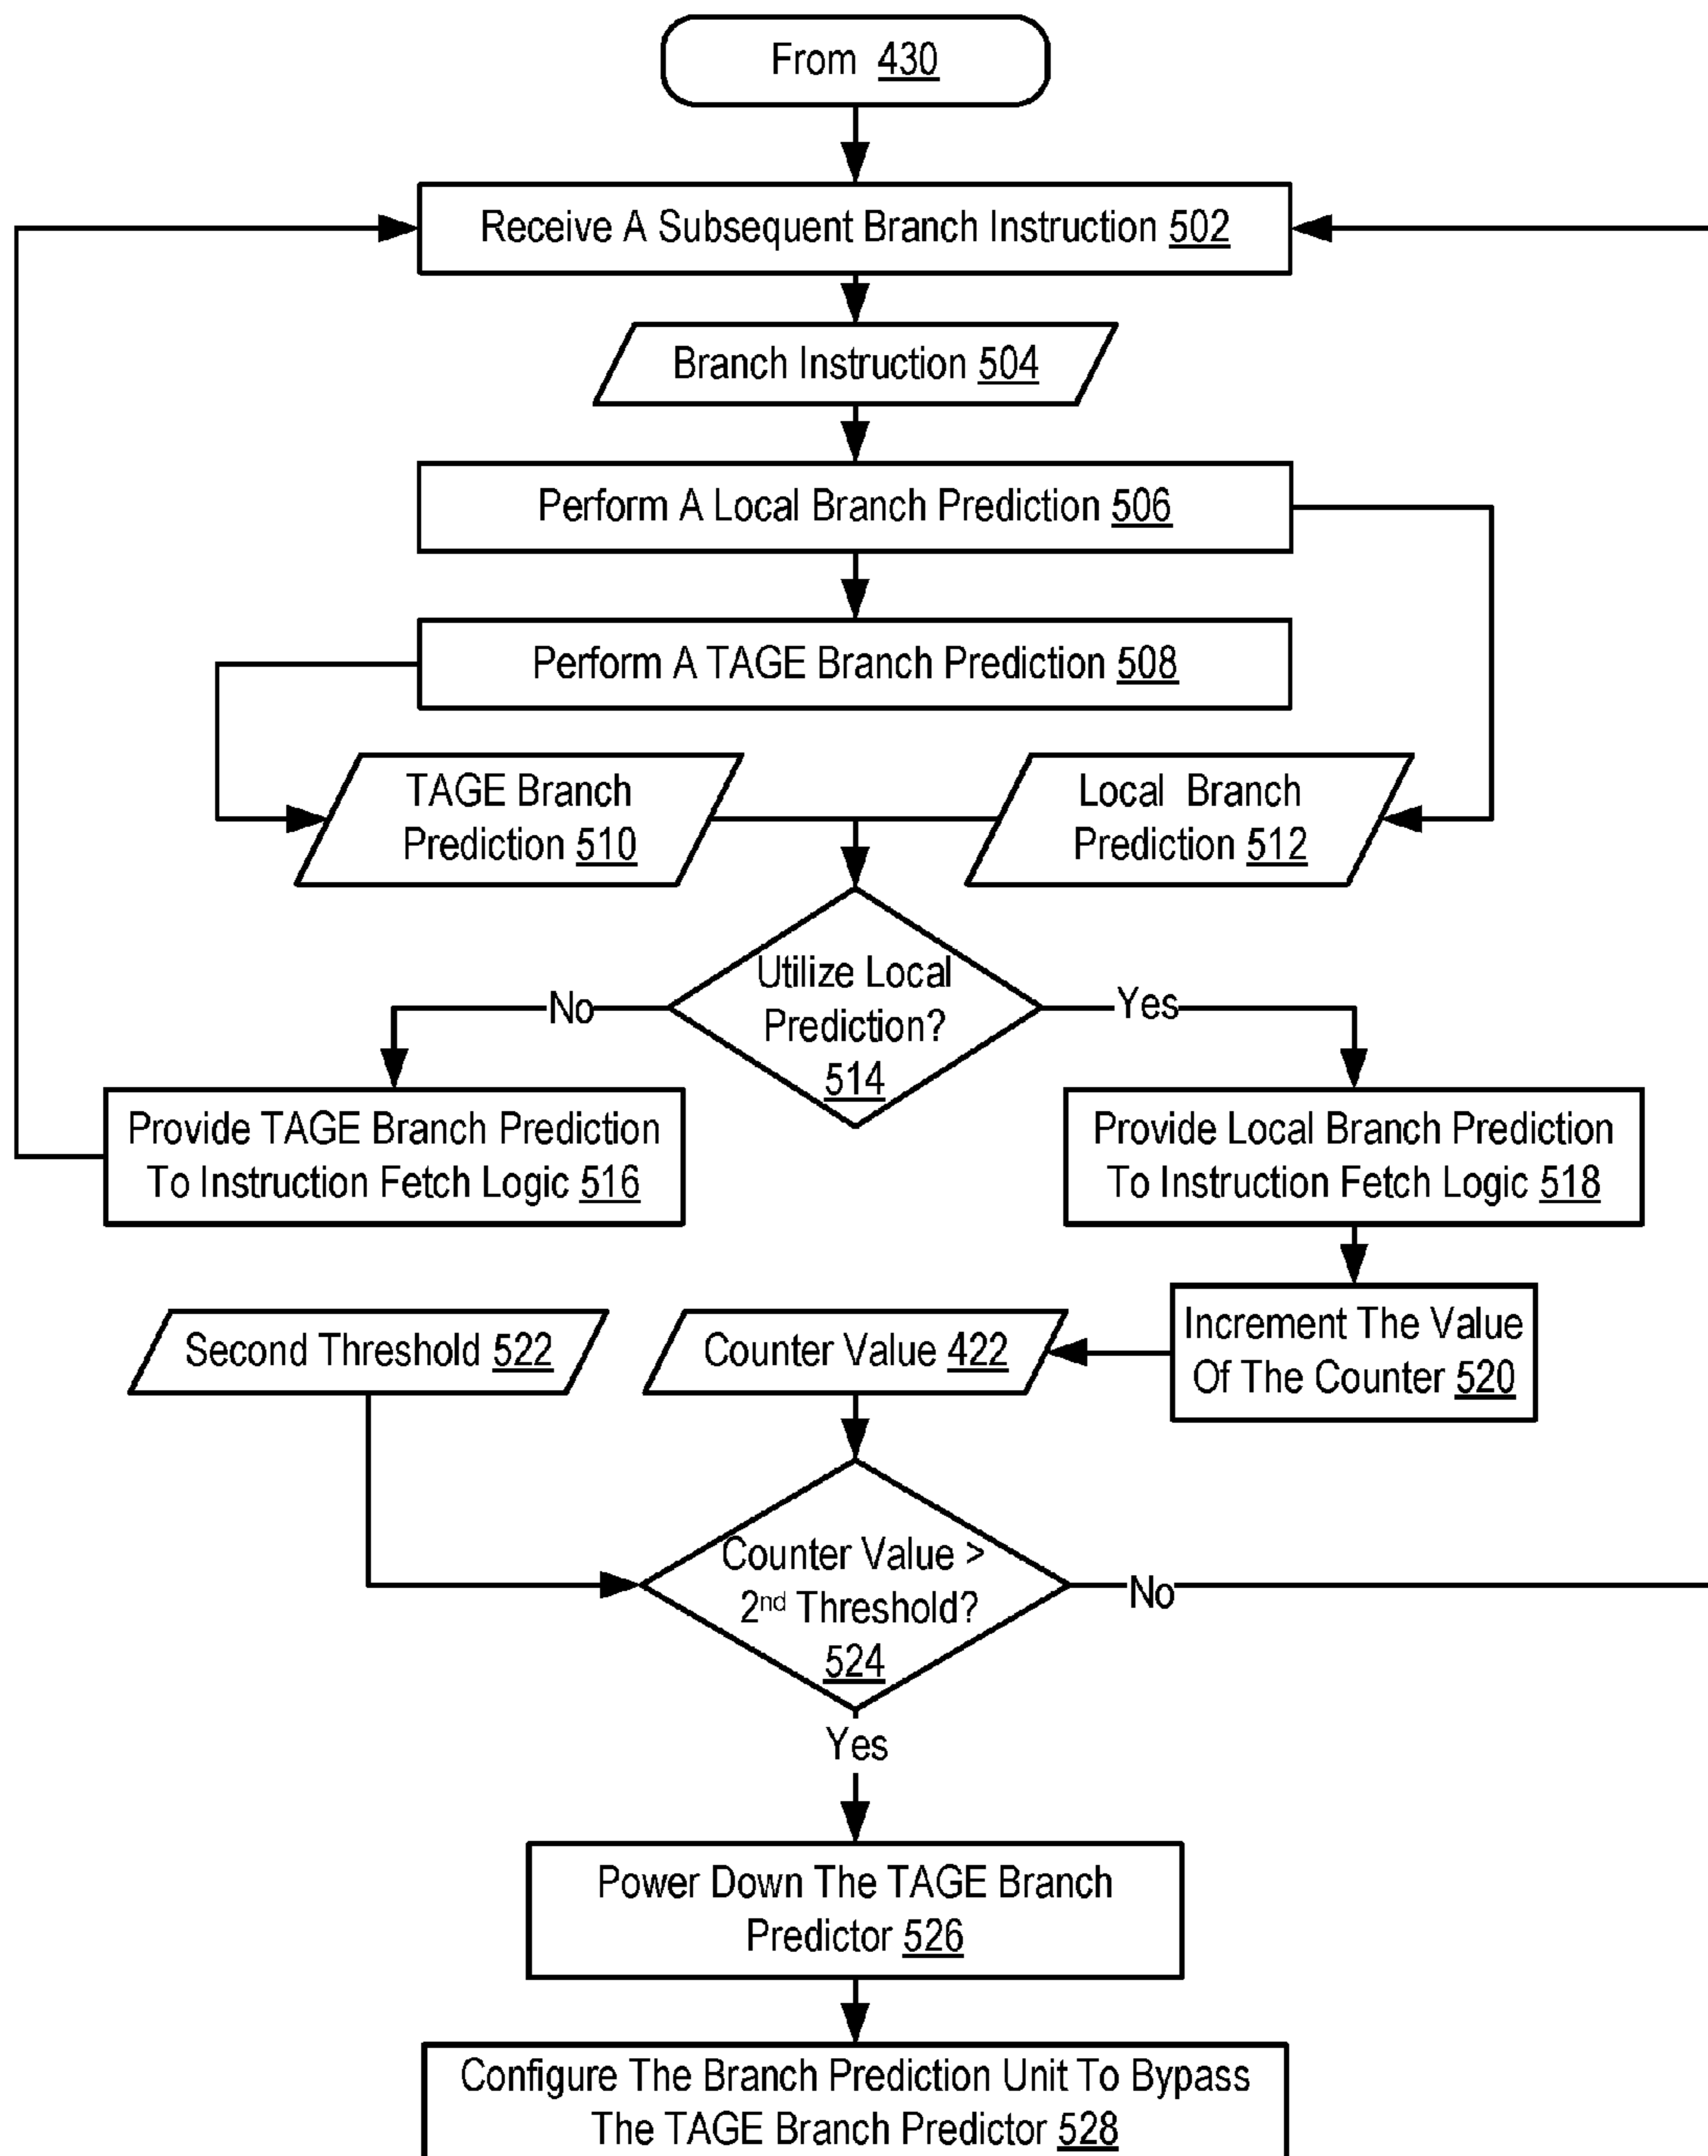 From 430
Receive A Subsequent Branch Instruction 502
Branch Instruction 504
Perform A Local Branch Prediction 506
Perform A TAGE Branch Prediction 508
TAGE Branch
Prediction 510
Local Branch
Prediction 512
Utilize Local
Prediction?
514
No
Yes
Provide TAGE Branch Prediction
To Instruction Fetch Logic 516
Provide Local Branch Prediction
To Instruction Fetch Logic 518
Second Threshold 522
Counter Value 422
Increment The Value
Of The Counter 520
Counter Value >
2nd Threshold?
524
No
Yes
Power Down The TAGE Branch
Predictor 526
Configure The Branch Prediction Unit To Bypass
The TAGE Branch Predictor 528